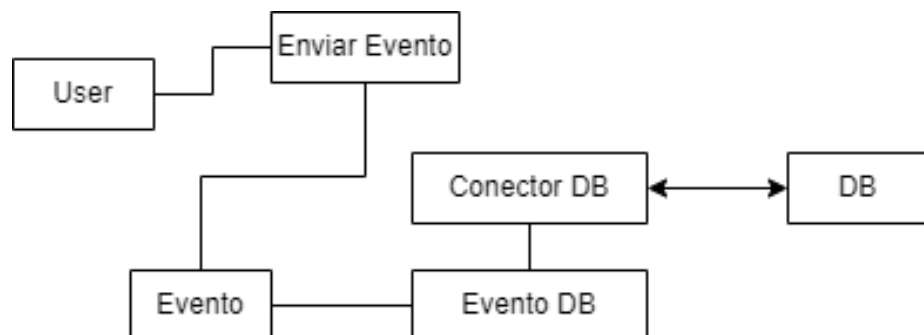 Enviar Evento
User
Conector DB
DB
Evento
Evento DB